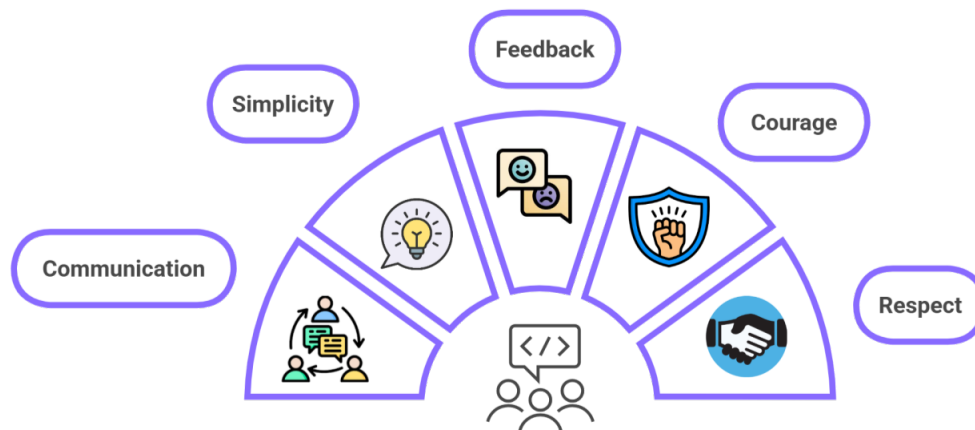 Feedback
Simplicity
Courage
Communication
Respect
</>